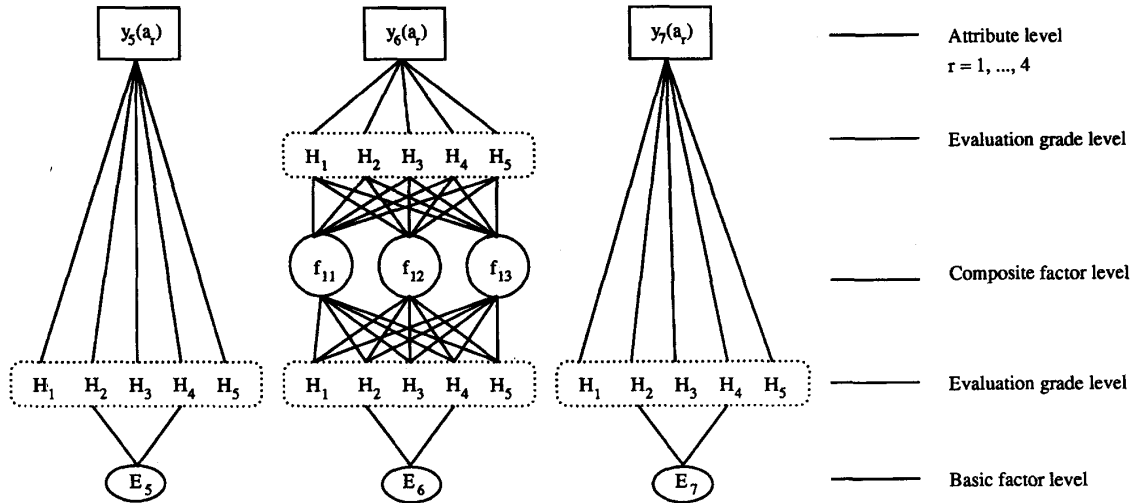 y5(ar) y6(ar) y7(ar) Attribute level
r = 1, ..., 4
H1 H2 H3 H4 H5 Evaluation grade level
f11 f12 f13 Composite factor level
H1 H2 H3 H4 H5 H1 H2 H3 H4 H5 H1 H2 H3 H4 H5 Evaluation grade level
E5 E6 E7 Basic factor level